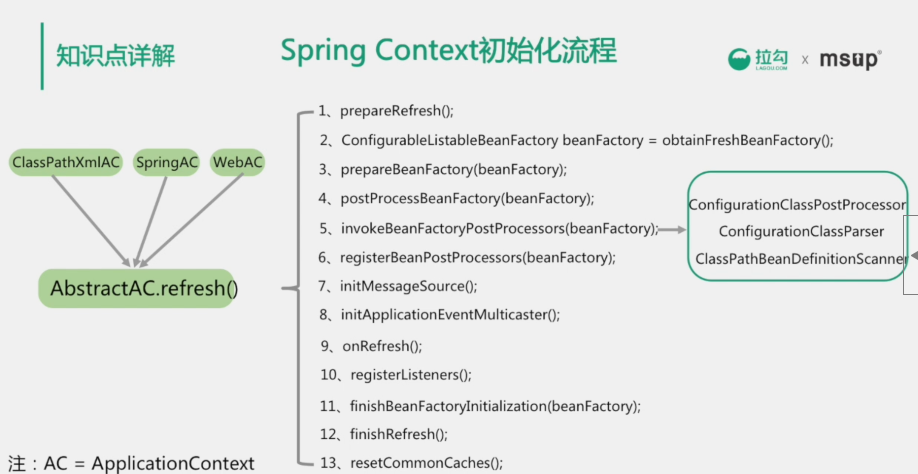 知识点详解
Spring Context初始化流程
拉勾
LAGOU.COM
x
msup®
ClassPathXmlAC
SpringAC
WebAC
AbstractAC.refresh()
1、prepareRefresh();
2、ConfigurableListableBeanFactory beanFactory = obtainFreshBeanFactory();
3、prepareBeanFactory(beanFactory);
4、postProcessBeanFactory(beanFactory);
5、invokeBeanFactoryPostProcessors(beanFactory);
6、registerBeanPostProcessors(beanFactory);
7、initMessageSource();
8、initApplicationEventMulticaster();
9、onRefresh();
10、registerListeners();
11、finishBeanFactoryInitialization(beanFactory);
12、finishRefresh();
13、resetCommonCaches();
ConfigurationClassPostProcessor
ConfigurationClassParser
ClassPathBeanDefinitionScanner
注：AC = ApplicationContext